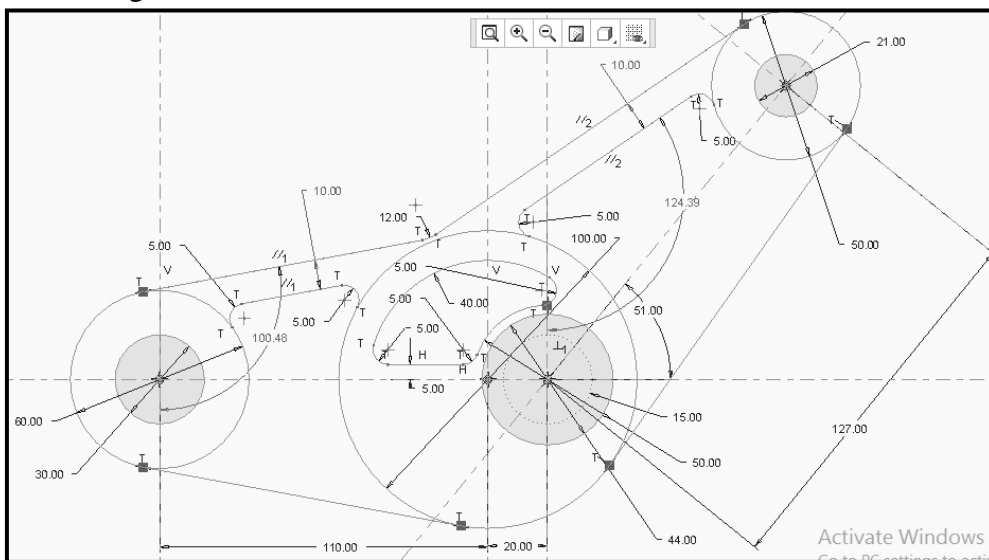 21.00
10.00
//2
T T
5.00
T
//2
10.00
124.39
12.00
T T
5.00
5.00
100.00
T
50.00
T V
//1
//1
T
5.00
V
V
T
5.00
40.00
T
51.00
T
5.00
T
100.48
5.00
T
T
⊥1
H
T T
H
5.00
15.00
60.00
127.00
T
T
50.00
30.00
T
44.00
110.00
20.00
Activate Windows